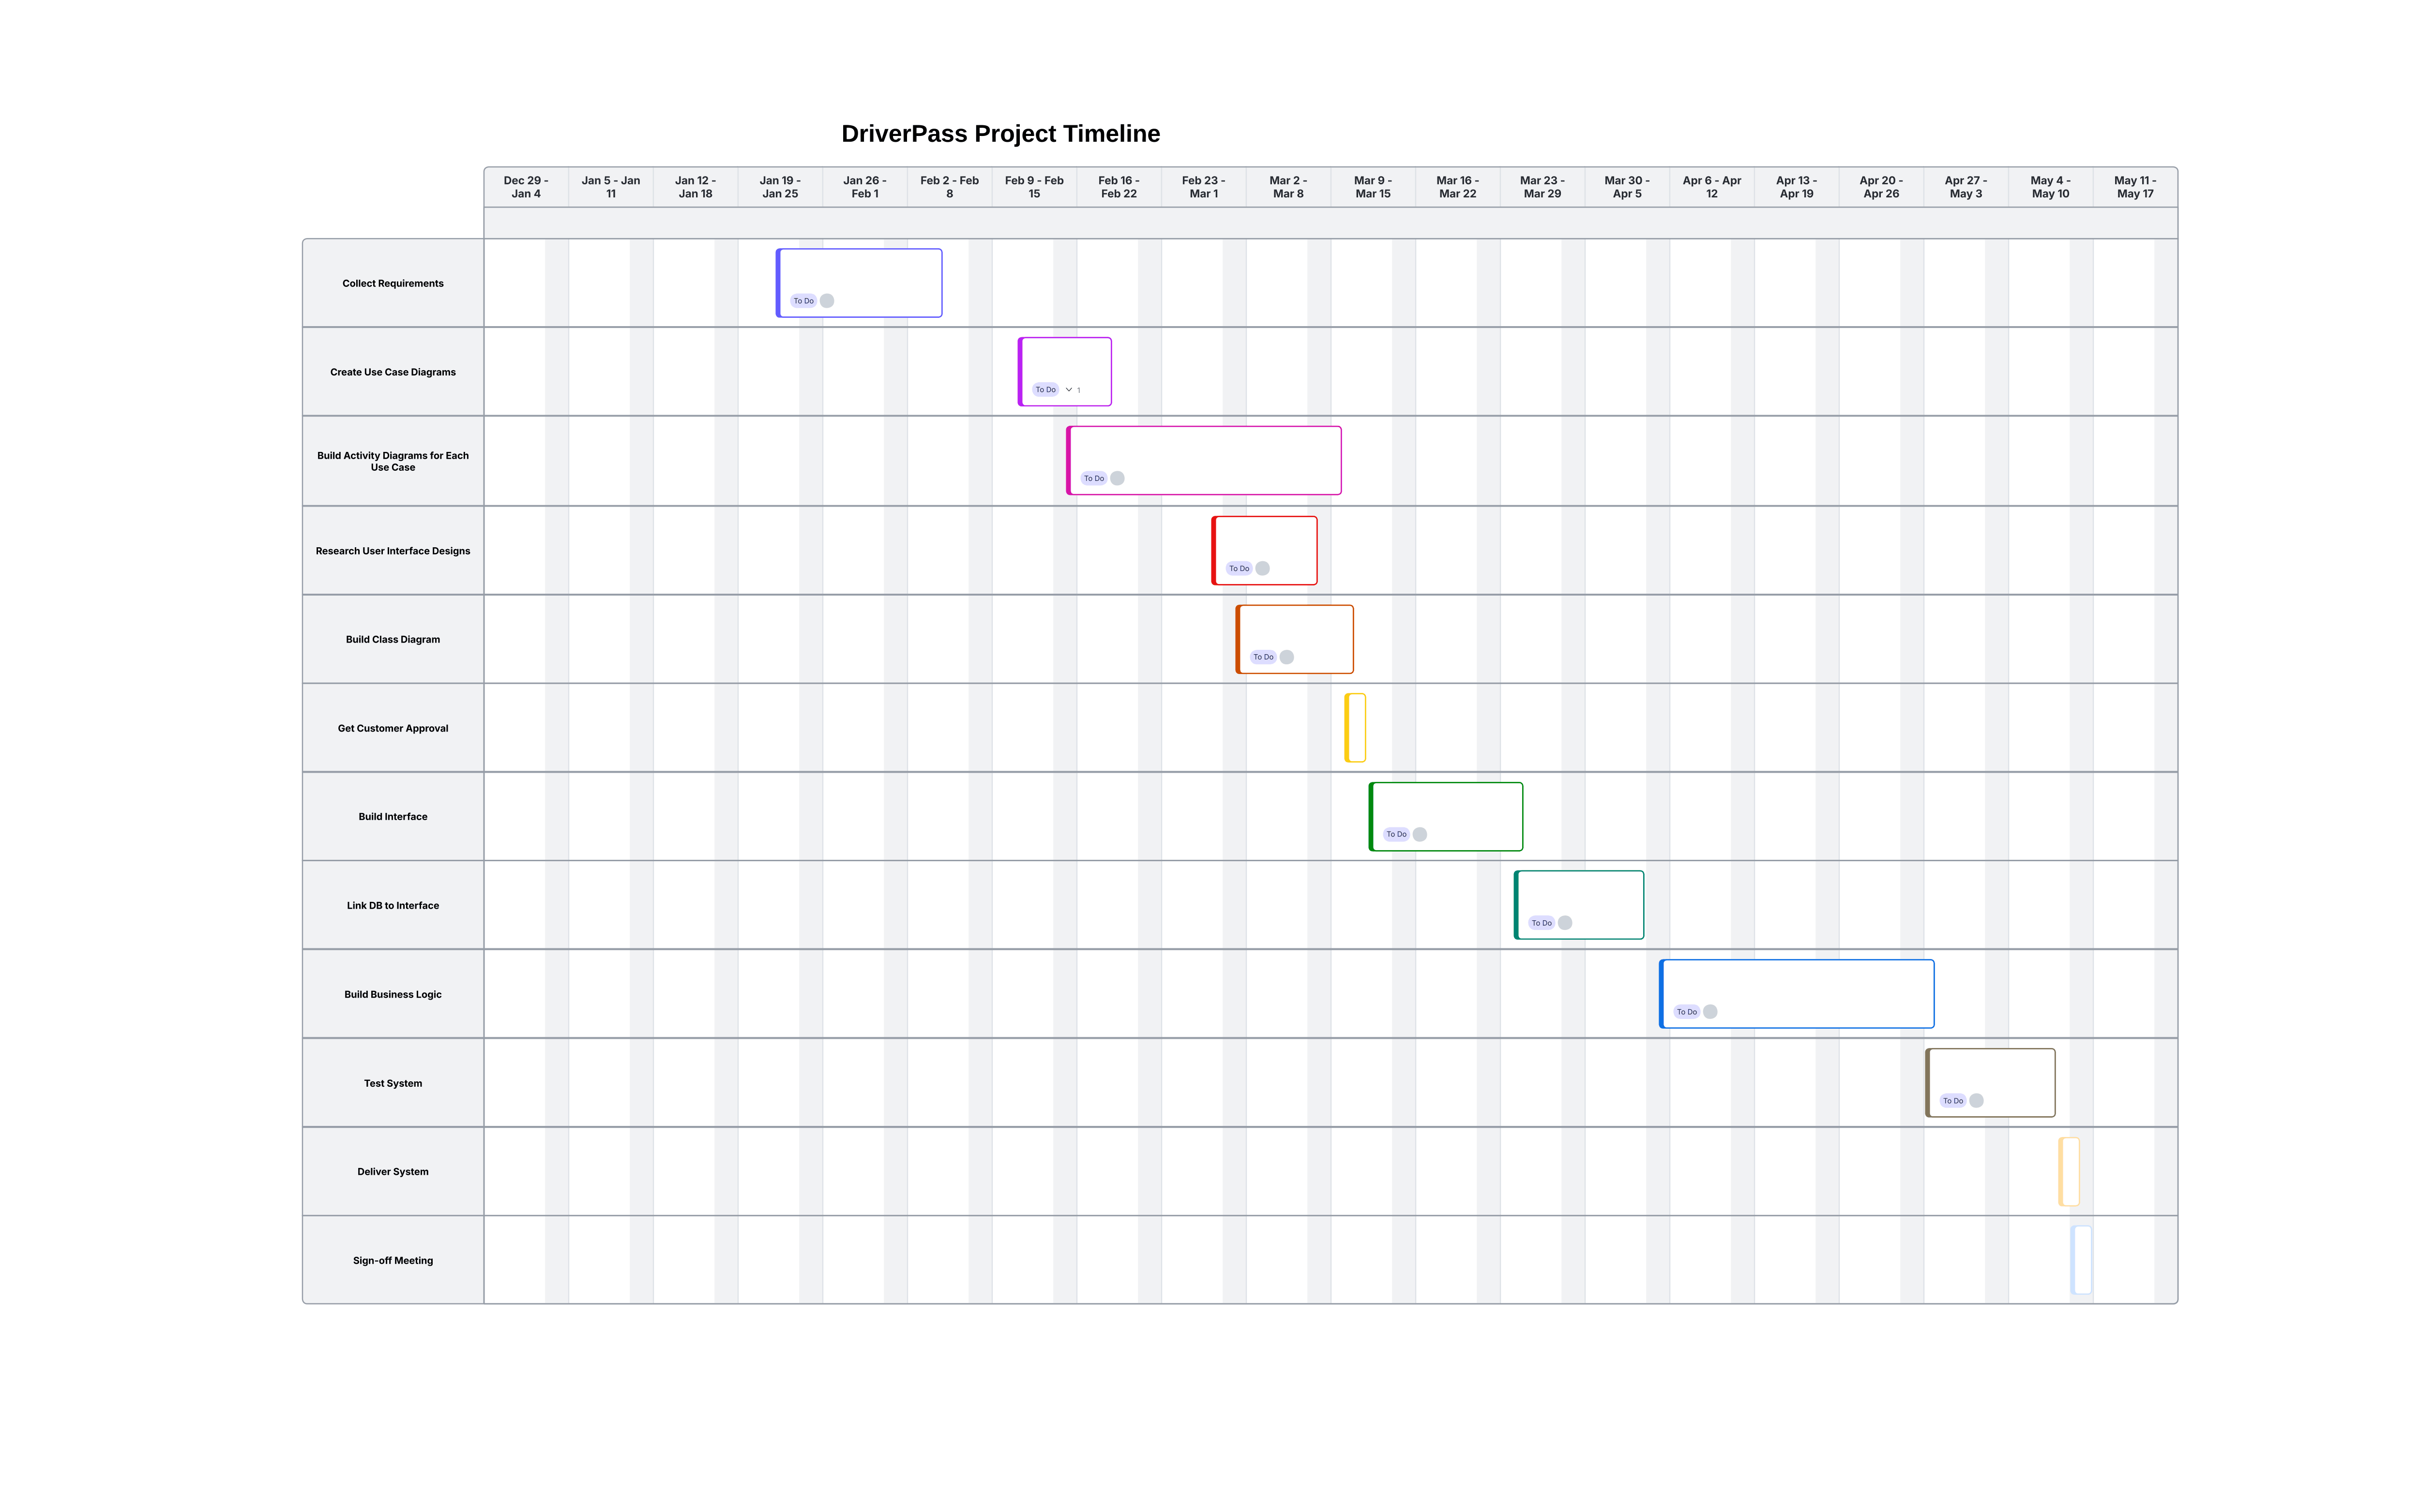 DriverPass Project Timeline
Dec 29 -
Jan 4
Jan 5 - Jan
11
Jan 12 -
Jan 18
Jan 19 -
Jan 25
Jan 26 -
Feb 1
Feb 2 - Feb
8
Feb 9 - Feb
15
Feb 16 -
Feb 22
Feb 23 -
Mar 1
Mar 2 -
Mar 8
Mar 9 -
Mar 15
Mar 16 -
Mar 22
Mar 23 -
Mar 29
Mar 30 -
Apr 5
Apr 6 - Apr
12
Apr 13 -
Apr 19
Apr 20 -
Apr 26
Apr 27 -
May 3
May 4 -
May 10
May 11 -
May 17
Collect Requirements
To Do
Create Use Case Diagrams
To Do 1
Build Activity Diagrams for Each
Use Case
To Do
Research User Interface Designs
To Do
Build Class Diagram
To Do
Get Customer Approval
Build Interface
To Do
Link DB to Interface
To Do
Build Business Logic
To Do
Test System
To Do
Deliver System
Sign-off Meeting